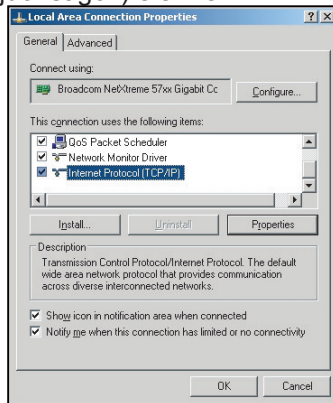 Local Area Connection Properties
General Advanced
Connect using:
Broadcom NetXtreme 57xx Gigabit Cc Configure...
This connection uses the following items:
QoS Packet Scheduler
Network Monitor Driver
Internet Protocol (TCP/IP)
Install... Uninstall Properties
Description
Transmission Control Protocol/Internet Protocol. The default
wide area network protocol that provides communication
across diverse interconnected networks.
Show icon in notification area when connected
Notify me when this connection has limited or no connectivity
OK Cancel